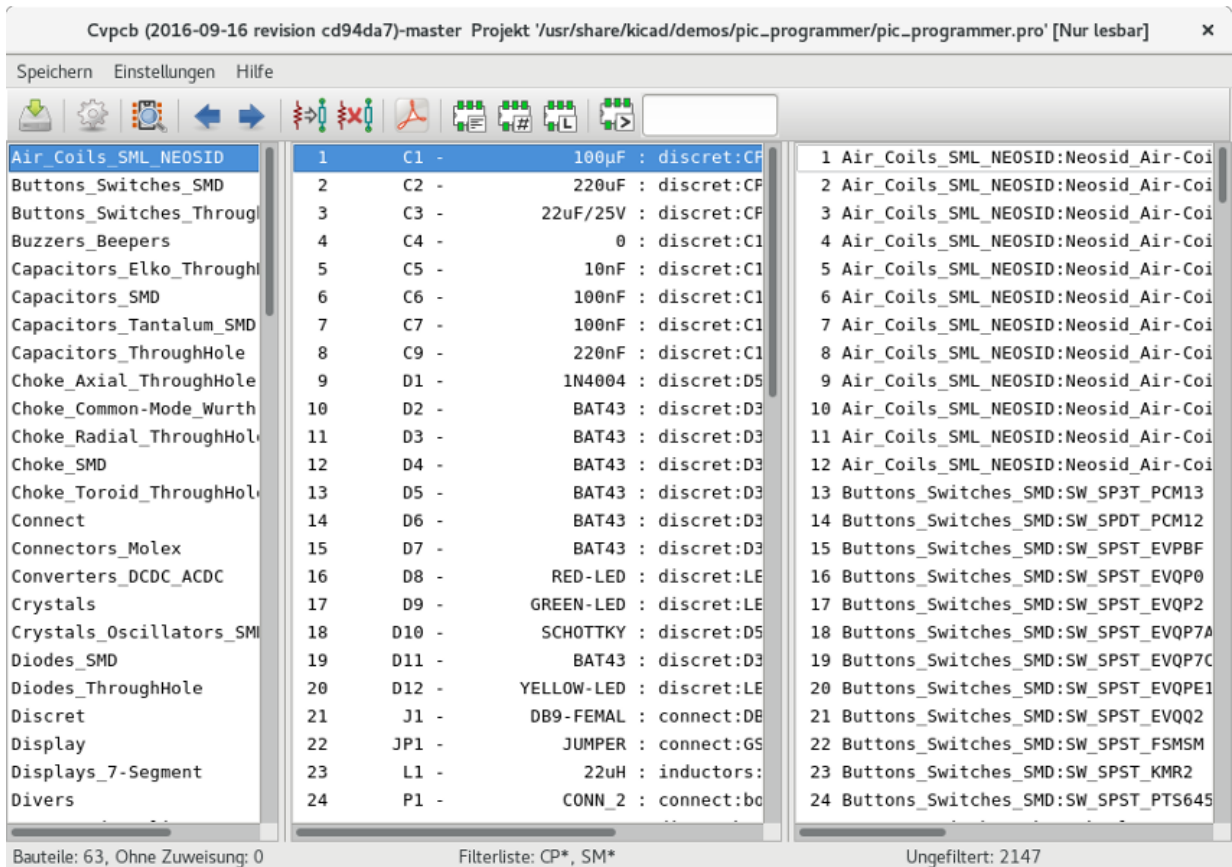 Cvpcb (2016-09-16 revision cd94da7)-master Projekt '/usr/share/kicad/demos/pic_programmer/pic_programmer.pro' [Nur lesbar] ×
Speichern Einstellungen Hilfe
Air_Coils_SML_NEOSID
Buttons_Switches_SMD
Buttons_Switches_Through
Buzzers_Beepers
Capacitors_Elko_Through
Capacitors_SMD
Capacitors_Tantalum_SMD
Capacitors_ThroughHole
Choke_Axial_ThroughHole
Choke_Common-Mode_Wurth
Choke_Radial_ThroughHol
Choke_SMD
Choke_Toroid_ThroughHol
Connect
Connectors_Molex
Converters_DCDC_ACDC
Crystals
Crystals_Oscillators_SM
Diodes_SMD
Diodes_ThroughHole
Discret
Display
Displays_7-Segment
Divers
1 C1 - 100µF : discret:CP
2 C2 - 220uF : discret:CP
3 C3 - 22uF/25V : discret:CP
4 C4 - 0 : discret:C1
5 C5 - 10nF : discret:C1
6 C6 - 100nF : discret:C1
7 C7 - 100nF : discret:C1
8 C9 - 220nF : discret:C1
9 D1 - 1N4004 : discret:D5
10 D2 - BAT43 : discret:D3
11 D3 - BAT43 : discret:D3
12 D4 - BAT43 : discret:D3
13 D5 - BAT43 : discret:D3
14 D6 - BAT43 : discret:D3
15 D7 - BAT43 : discret:D3
16 D8 - RED-LED : discret:LE
17 D9 - GREEN-LED : discret:LE
18 D10 - SCHOTTKY : discret:D5
19 D11 - BAT43 : discret:D3
20 D12 - YELLOW-LED : discret:LE
21 J1 - DB9-FEMAL : connect:DB
22 JP1 - JUMPER : connect:GS
23 L1 - 22uH : inductors:
24 P1 - CONN_2 : connect:bo
1 Air_Coils_SML_NEOSID:Neosid_Air-Coi
2 Air_Coils_SML_NEOSID:Neosid_Air-Coi
3 Air_Coils_SML_NEOSID:Neosid_Air-Coi
4 Air_Coils_SML_NEOSID:Neosid_Air-Coi
5 Air_Coils_SML_NEOSID:Neosid_Air-Coi
6 Air_Coils_SML_NEOSID:Neosid_Air-Coi
7 Air_Coils_SML_NEOSID:Neosid_Air-Coi
8 Air_Coils_SML_NEOSID:Neosid_Air-Coi
9 Air_Coils_SML_NEOSID:Neosid_Air-Coi
10 Air_Coils_SML_NEOSID:Neosid_Air-Coi
11 Air_Coils_SML_NEOSID:Neosid_Air-Coi
12 Air_Coils_SML_NEOSID:Neosid_Air-Coi
13 Buttons_Switches_SMD:SW_SP3T_PCM13
14 Buttons_Switches_SMD:SW_SPDT_PCM12
15 Buttons_Switches_SMD:SW_SPST_EVPBF
16 Buttons_Switches_SMD:SW_SPST_EVQP0
17 Buttons_Switches_SMD:SW_SPST_EVQP2
18 Buttons_Switches_SMD:SW_SPST_EVQP7A
19 Buttons_Switches_SMD:SW_SPST_EVQP7C
20 Buttons_Switches_SMD:SW_SPST_EVQPE1
21 Buttons_Switches_SMD:SW_SPST_EVQQ2
22 Buttons_Switches_SMD:SW_SPST_FSMSM
23 Buttons_Switches_SMD:SW_SPST_KMR2
24 Buttons_Switches_SMD:SW_SPST_PTS645
Bauteile: 63, Ohne Zuweisung: 0 Filterliste: CP*, SM* Ungefiltert: 2147